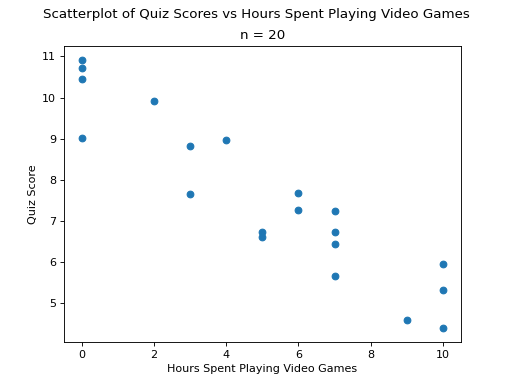 Scatterplot of Quiz Scores vs Hours Spent Playing Video Games
n = 20
11
10
9
8
7
6
5
Quiz Score
0 2 4 6 8 10
Hours Spent Playing Video Games